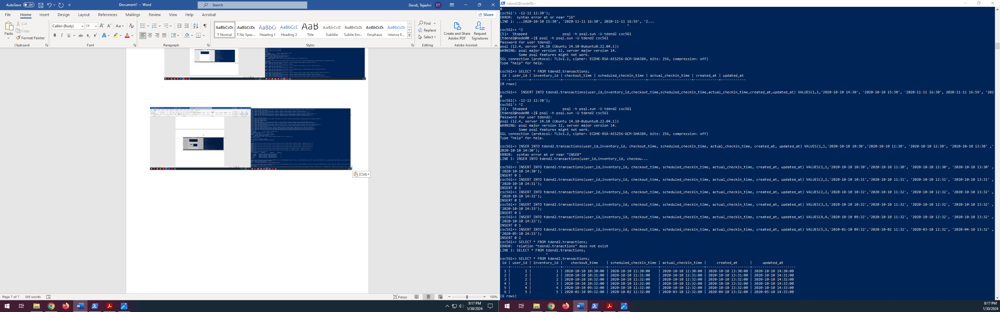 AutoSave Off
Document1 - Word
Search
Dendi, Tejashri DT
File Home Insert Design Layout References Mailings Review View Help Acrobat
Share
Paste
Cut
Copy
Format Painter
Clipboard
Calibri (Body) 11
Font
Paragraph
AaBbCcDc AaBbCcDc AaBbCc AaBbCcD AaB AaBbCcD AaBbCcDc AaBbCcDc AaBbCcDc
¶ Normal ¶ No Spac... Heading 1 Heading 2 Title Subtitle Subtle Em... Emphasis Intense E...
Styles
Find
Replace
Select
Editing
Create and Share Adobe PDF
Request Signatures
Adobe Acrobat
(Ctrl)
Page 7 of 7 345 words
Focus
100%
8:17 PM
1/30/2024
tdend2@node00:~
0
csc561'> -12-12 12:30');
ERROR:  syntax error at or near "16"
LINE 1: ...2020-10-10 15:30', '2020-11-11 16:30', 2020-11-11 16:59', '2...
^
csc561=> ^Z
[5]+  Stopped                 psql -h psql.sun -U tdend2 csc561
[tdend2@node00 ~]$ psql -h psql.sun -U tdend2 csc561
Password for user tdend2:
psql (12.4, server 14.10 (Ubuntu 14.10-0ubuntu0.22.04.1))
WARNING: psql major version 12, server major version 14.
         Some psql features might not work.
SSL connection (protocol: TLSv1.2, cipher: ECDHE-RSA-AES256-GCM-SHA384, bits: 256, compression: off)
Type "help" for help.
csc561=> SELECT * FROM tdend2.transactions;
 id | user_id | inventory_id | checkout_time | scheduled_checkin_time | actual_checkin_time | created_at | updated_at
----+---------+--------------+---------------+------------------------+---------------------+------------+------------
(0 rows)
csc561=>  INSERT INTO tdend2.transactions(user_id,inventory_id,checkout_time,scheduled_checkin_time,actual_checkin_time,created_at,updated_at) VALUES(1,1,'2020-10-10 14:30', '2020-10-10 15:30', '2020-11-11 16:30', 2020-11-11 16:59', '202
0
csc561(> -12-12 12:30');
csc561'> ^Z
[6]+  Stopped                 psql -h psql.sun -U tdend2 csc561
[tdend2@node00 ~]$ psql -h psql.sun -U tdend2 csc561
Password for user tdend2:
psql (12.4, server 14.10 (Ubuntu 14.10-0ubuntu0.22.04.1))
WARNING: psql major version 12, server major version 14.
         Some psql features might not work.
SSL connection (protocol: TLSv1.2, cipher: ECDHE-RSA-AES256-GCM-SHA384, bits: 256, compression: off)
Type "help" for help.
csc561=> INSER INTO tdend2.transactions(user_id,inventory_id, checkout_time, scheduled_checkin_time, actual_checkin_time, created_at, updated_at) VALUES(1,1,'2020-10-10 10:30','2020-10-10 11:30', '2020-10-10 12:30', '2020-10-10 13:30' ,'
2020-10-10 14:30');
ERROR:  syntax error at or near "INSER"
LINE 1: INSER INTO tdend2.transactions(user_id,inventory_id, checkou...
^
csc561=> INSERT INTO tdend2.transactions(user_id,inventory_id, checkout_time, scheduled_checkin_time, actual_checkin_time, created_at, updated_at) VALUES(1,1,'2020-10-10 10:30','2020-10-10 11:30', '2020-10-10 12:30', '2020-10-10 13:30' ,
'2020-10-10 14:30');
INSERT 0 1
csc561=> INSERT INTO tdend2.transactions(user_id,inventory_id, checkout_time, scheduled_checkin_time, actual_checkin_time, created_at, updated_at) VALUES(2,2,'2020-10-10 10:31','2020-10-10 11:31', '2020-10-10 12:31', '2020-10-10 13:31' ,
'2020-10-10 14:31');
INSERT 0 1
csc561=> INSERT INTO tdend2.transactions(user_id,inventory_id, checkout_time, scheduled_checkin_time, actual_checkin_time, created_at, updated_at) VALUES(2,2,'2020-10-10 10:32','2020-10-10 11:32', '2020-10-10 12:32', '2020-10-10 13:32' ,
'2020-10-10 14:32');
INSERT 0 1
csc561=> INSERT INTO tdend2.transactions(user_id,inventory_id, checkout_time, scheduled_checkin_time, actual_checkin_time, created_at, updated_at) VALUES(3,3,'2020-10-10 10:32','2020-10-10 11:32', '2020-10-10 12:32', '2020-10-10 13:32' ,
'2020-10-10 14:33');
INSERT 0 1
csc561=> INSERT INTO tdend2.transactions(user_id,inventory_id, checkout_time, scheduled_checkin_time, actual_checkin_time, created_at, updated_at) VALUES(4,4,'2020-10-10 09:32','2020-10-10 11:32', '2020-10-10 12:32', '2020-10-10 13:32' ,
'2020-10-10 14:33');
INSERT 0 1
csc561=> INSERT INTO tdend2.transactions(user_id,inventory_id, checkout_time, scheduled_checkin_time, actual_checkin_time, created_at, updated_at) VALUES(5,5,'2020-01-10 09:32','2020-10-02 11:32', '2020-03-10 12:32', '2020-04-10 13:32' ,
'2020-05-10 14:33');
INSERT 0 1
csc561=> SELECT * FROM tdend2.tranactions;
ERROR:  relation "tdend2.tranactions" does not exist
LINE 1: SELECT * FROM tdend2.tranactions;
^
csc561=> SELECT * FROM tdend2.transactions;
 id | user_id | inventory_id |    checkout_time    | scheduled_checkin_time | actual_checkin_time |     created_at      |     updated_at
----+---------+--------------+---------------------+------------------------+---------------------+---------------------+---------------------
  1 |       1 |            1 | 2020-10-10 10:30:00 | 2020-10-10 11:30:00    | 2020-10-10 12:30:00 | 2020-10-10 13:30:00 | 2020-10-10 14:30:00
  2 |       2 |            2 | 2020-10-10 10:31:00 | 2020-10-10 11:31:00    | 2020-10-10 12:31:00 | 2020-10-10 13:31:00 | 2020-10-10 14:31:00
  3 |       2 |            2 | 2020-10-10 10:32:00 | 2020-10-10 11:32:00    | 2020-10-10 12:32:00 | 2020-10-10 13:32:00 | 2020-10-10 14:32:00
  4 |       3 |            3 | 2020-10-10 10:32:00 | 2020-10-10 11:32:00    | 2020-10-10 12:32:00 | 2020-10-10 13:32:00 | 2020-10-10 14:33:00
  5 |       4 |            4 | 2020-10-10 09:32:00 | 2020-10-10 11:32:00    | 2020-10-10 12:32:00 | 2020-10-10 13:32:00 | 2020-10-10 14:33:00
  6 |       5 |            5 | 2020-01-10 09:32:00 | 2020-10-02 11:32:00    | 2020-03-10 12:32:00 | 2020-04-10 13:32:00 | 2020-05-10 14:33:00
(6 rows)
8:17 PM
1/30/2024